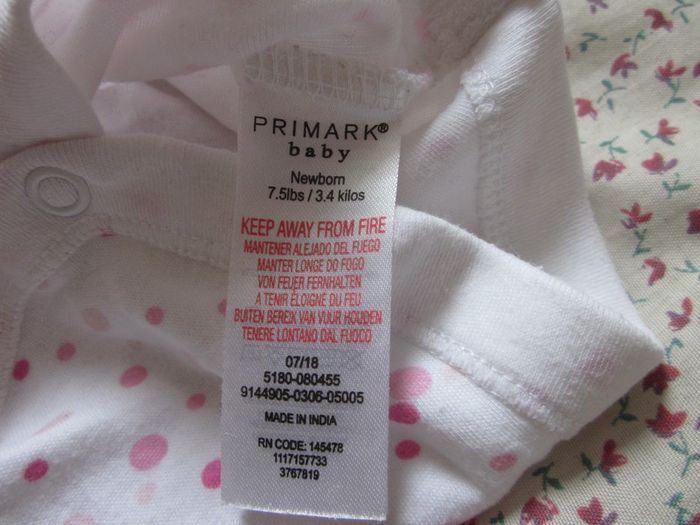 PRIMARK®
baby
Newborn
7.5lbs / 3.4 kilos
KEEP AWAY FROM FIRE
MANTENER ALEJADO DEL FUEGO
MANTER LONGE DO FOGO
VON FEUER FERNHALTEN
A TENIR ÉLOIGNÉ DU FEU
BUITEN BEREIK VAN VUUR HOUDEN
TENERE LONTANO DAL FUOCO
07/18
5180-080455
9144905-0306-05005
MADE IN INDIA
RN CODE: 145478
1117157733
3767819